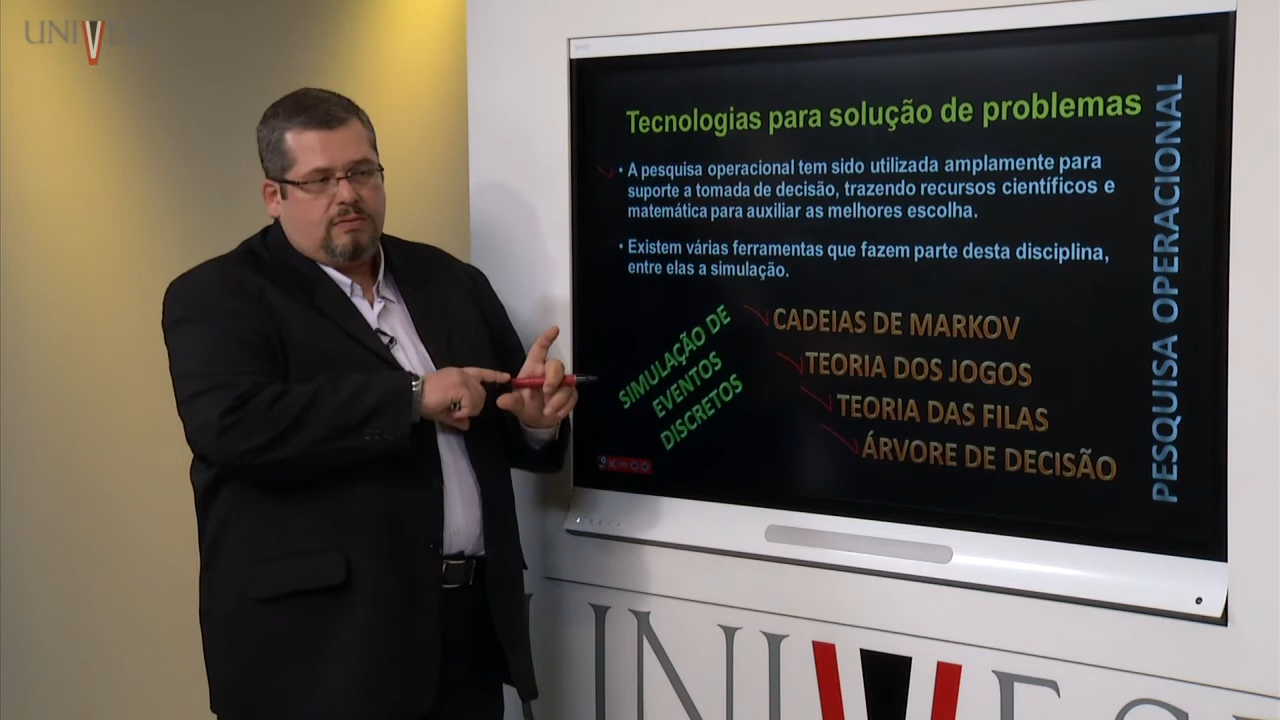 UNIVES
Tecnologias para solução de problemas
• A pesquisa operacional tem sido utilizada amplamente para
suporte a tomada de decisão, trazendo recursos científicos e
matemática para auxiliar as melhores escolha.
• Existem várias ferramentas que fazem parte desta disciplina,
entre elas a simulação.
SIMULAÇÃO DE
EVENTOS
DISCRETOS
CADEIAS DE MARKOV
TEORIA DOS JOGOS
TEORIA DAS FILAS
ÁRVORE DE DECISÃO
PESQUISA OPERACIONAL
UNIVES